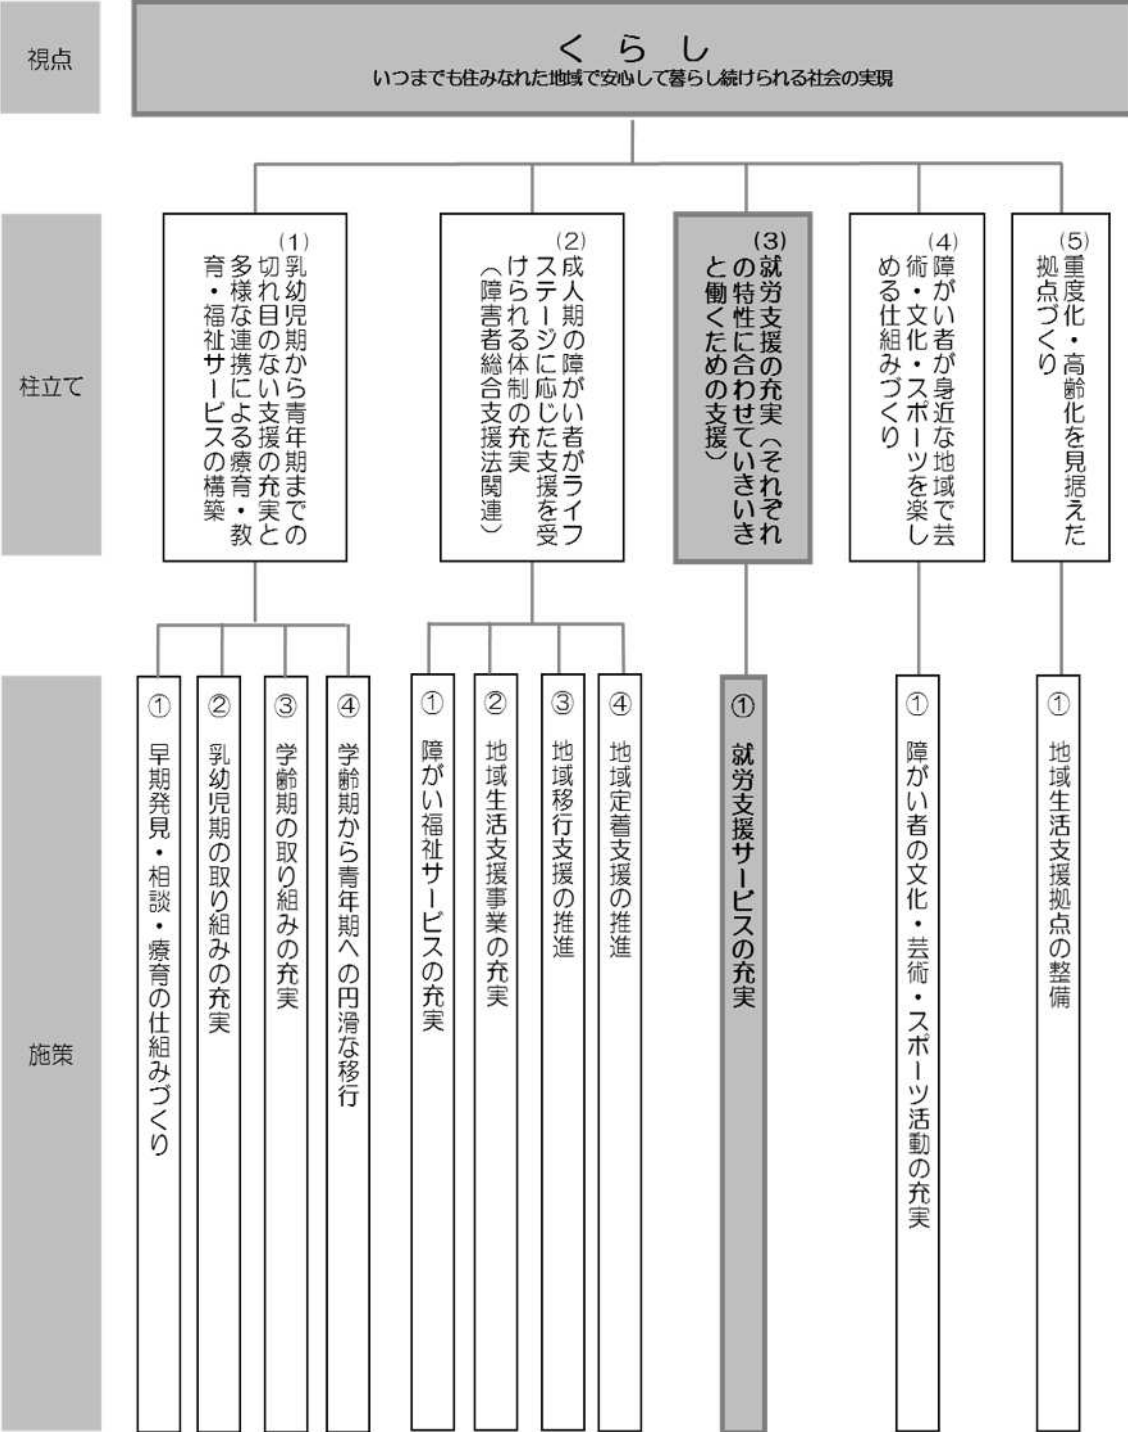 視点
くらし
いつまでも住みなれた地域で安心して暮らし続けられる社会の実現
柱立て
(1)
乳幼児期から青年期までの
切れ目のない支援の充実と
多様な連携による療育・教
育・福祉サービスの構築
(2)
成人期の障がい者がライフ
ステージに応じた支援を受
けられる体制の充実
（障害者総合支援法関連）
(3)
就労支援の充実（それぞれ
の特性に合わせていきいき
と働くための支援）
(4)
障がい者が身近な地域で芸
術・文化・スポーツを楽し
める仕組みづくり
(5)
重度化・高齢化を見据えた
拠点づくり
施策
① 早期発見・相談・療育の仕組みづくり
② 乳幼児期の取り組みの充実
③ 学齢期の取り組みの充実
④ 学齢期から青年期への円滑な移行
① 障がい福祉サービスの充実
② 地域生活支援事業の充実
③ 地域移行支援の推進
④ 地域定着支援の推進
① 就労支援サービスの充実
① 障がい者の文化・芸術・スポーツ活動の充実
① 地域生活支援拠点の整備